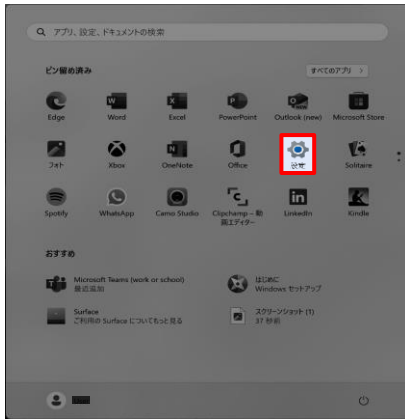 アプリ、設定、ドキュメントの検索
ピン留め済み
すべてのアプリ >
Edge
Word
Excel
PowerPoint
Outlook (new)
Microsoft Store
フォト
Xbox
OneNote
Office
設定
Solitaire
Spotify
WhatsApp
Camo Studio
Clipchamp – 動
画エディター
LinkedIn
Kindle
おすすめ
Microsoft Teams (work or school)
最近追加
はじめに
Windows セットアップ
Surface
ご利用の Surface についてもっと見る
スクリーンショット (1)
37 秒前